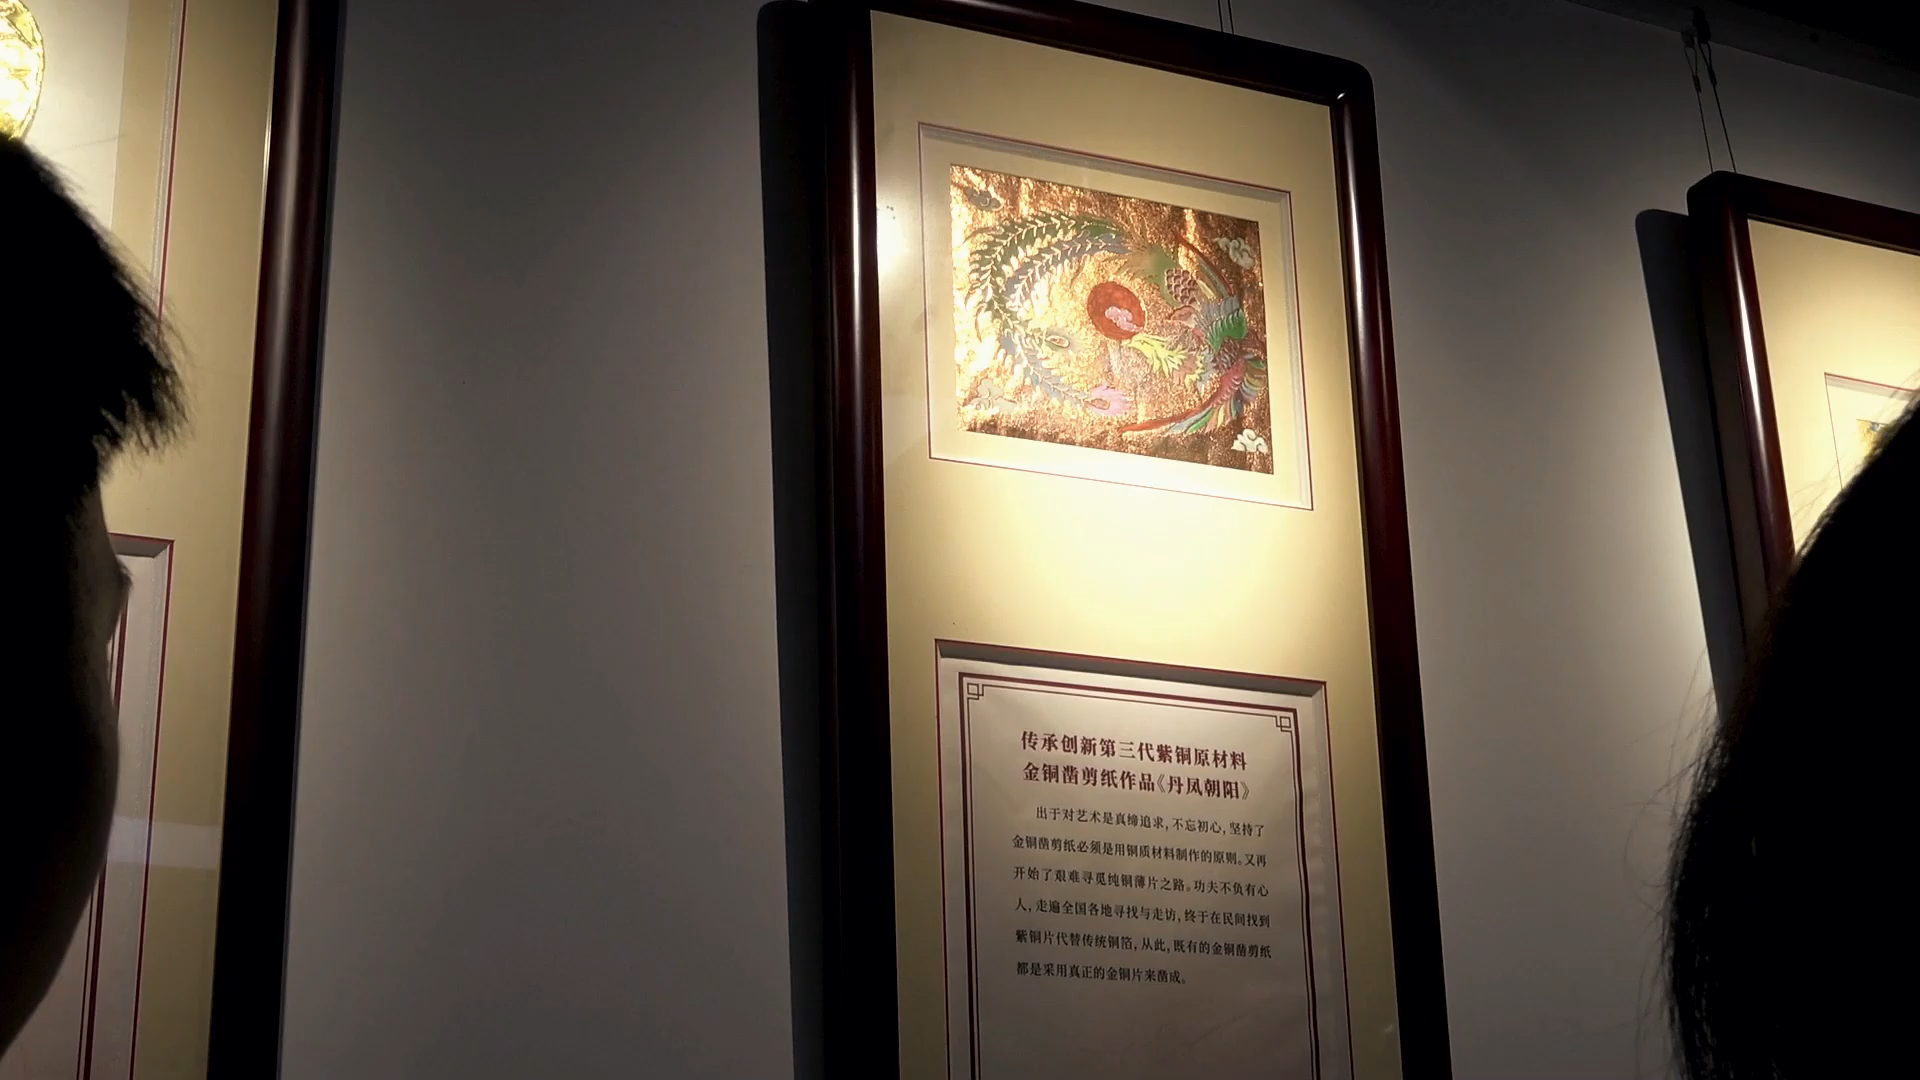 传承创新第三代紫铜原材料
金铜凿剪纸作品《丹凤朝阳》
出于对艺术是真缔追求，不忘初心，坚持了
金铜凿剪纸必须是用铜质材料制作的原则。又再
开始了艰难寻觅纯铜薄片之路。功夫不负有心
人，走遍全国各地寻找与走访，终于在民间找到
紫铜片代替传统铜箔，从此，既有的金铜凿剪纸
都是采用真正的金铜片来凿成。